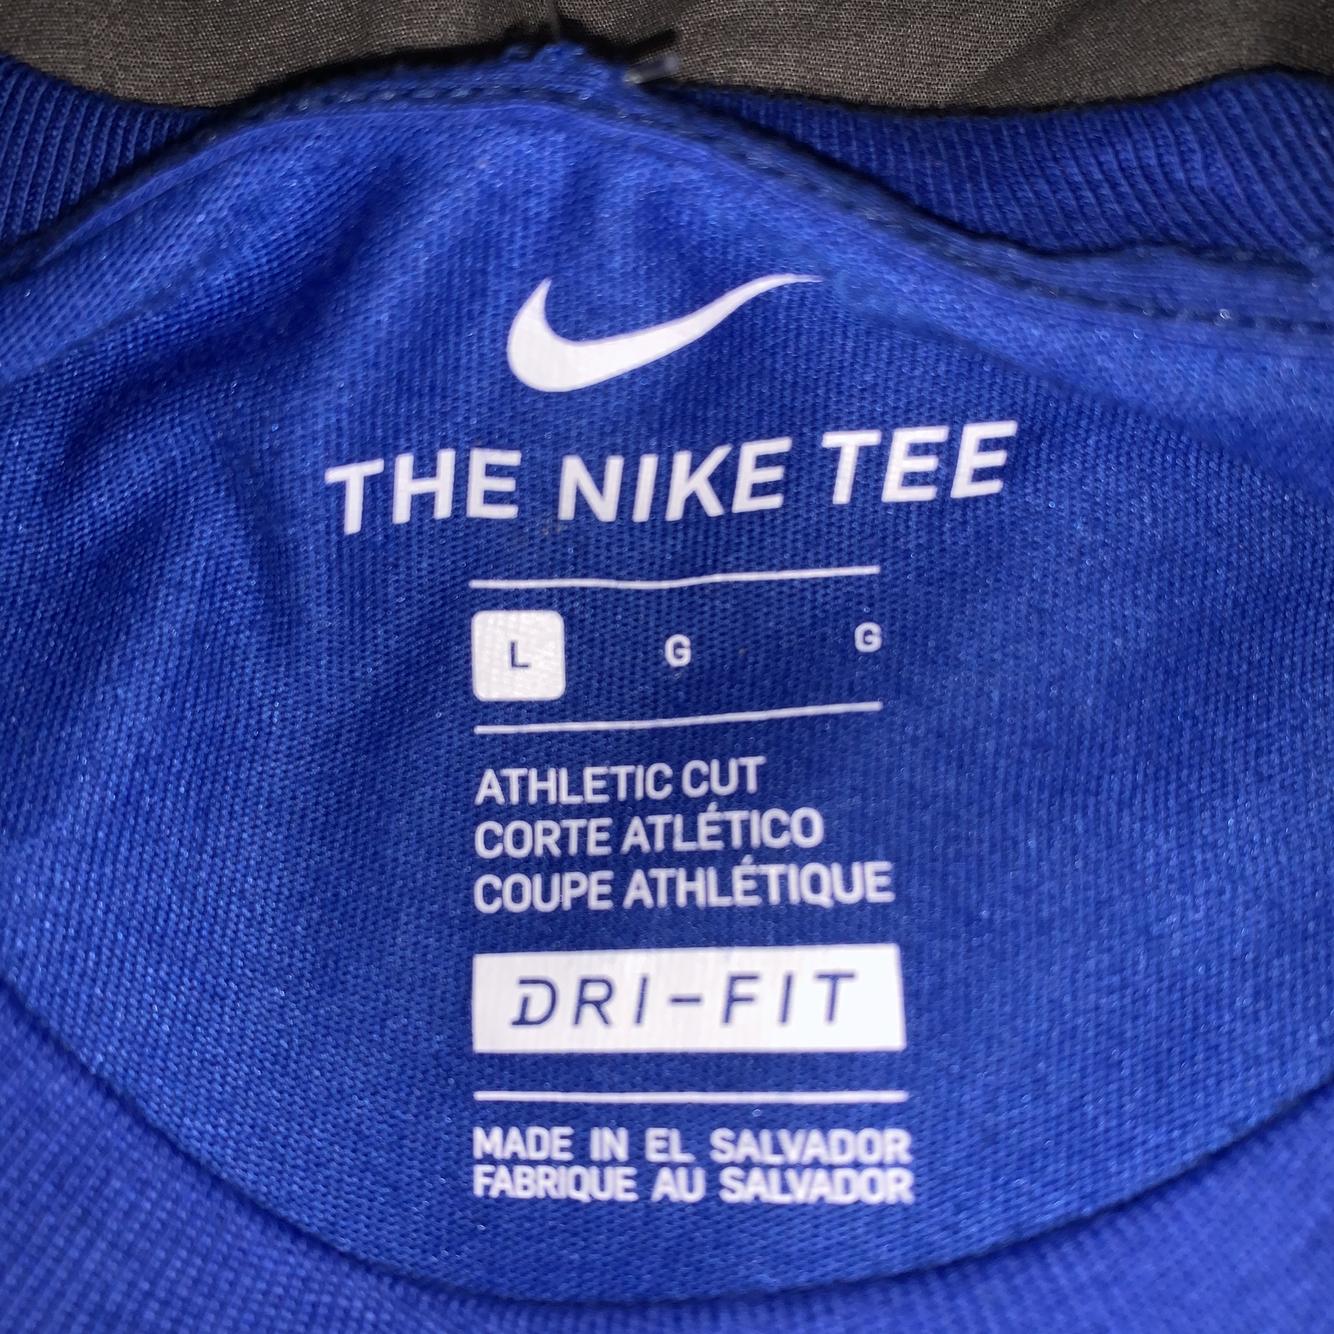 THE NIKE TEE
L G G
ATHLETIC CUT
CORTE ATLÉTICO
COUPE ATHLÉTIQUE
DRI-FIT
MADE IN EL SALVADOR
FABRIQUE AU SALVADOR